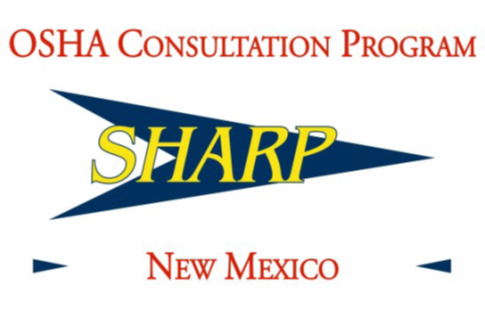 OSHA CONSULTATION PROGRAM
SHARP
NEW MEXICO